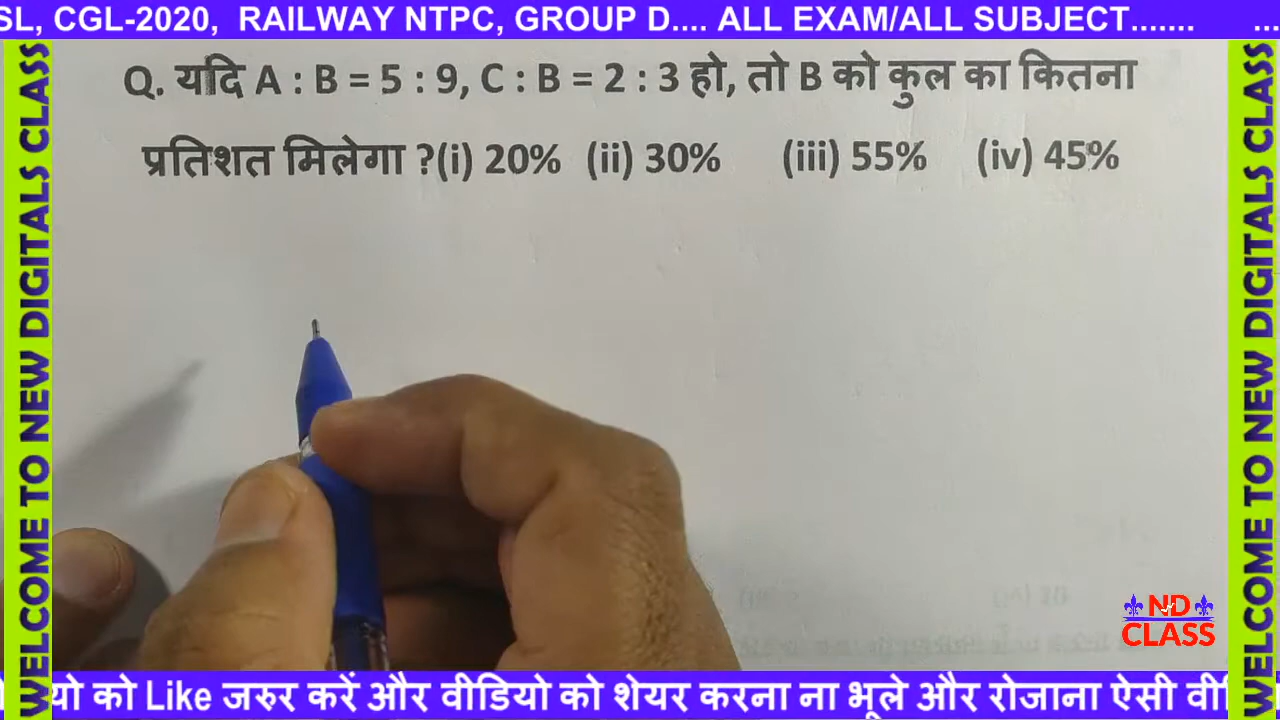 SL, CGL-2020, RAILWAY NTPC, GROUP D.... ALL EXAM/ALL SUBJECT....... ...
WELCOME TO NEW DIGITALS CLASS
Q. यदि A : B = 5 : 9, C : B = 2 : 3 हो, तो B को कुल का कितना
प्रतिशत मिलेगा ?(i) 20% (ii) 30% (iii) 55% (iv) 45%
WELCOME TO NEW DIGITALS CLASS
ND
CLASS
यो को Like जरुर करें और वीडियो को शेयर करना ना भूले और रोजाना ऐसी वी